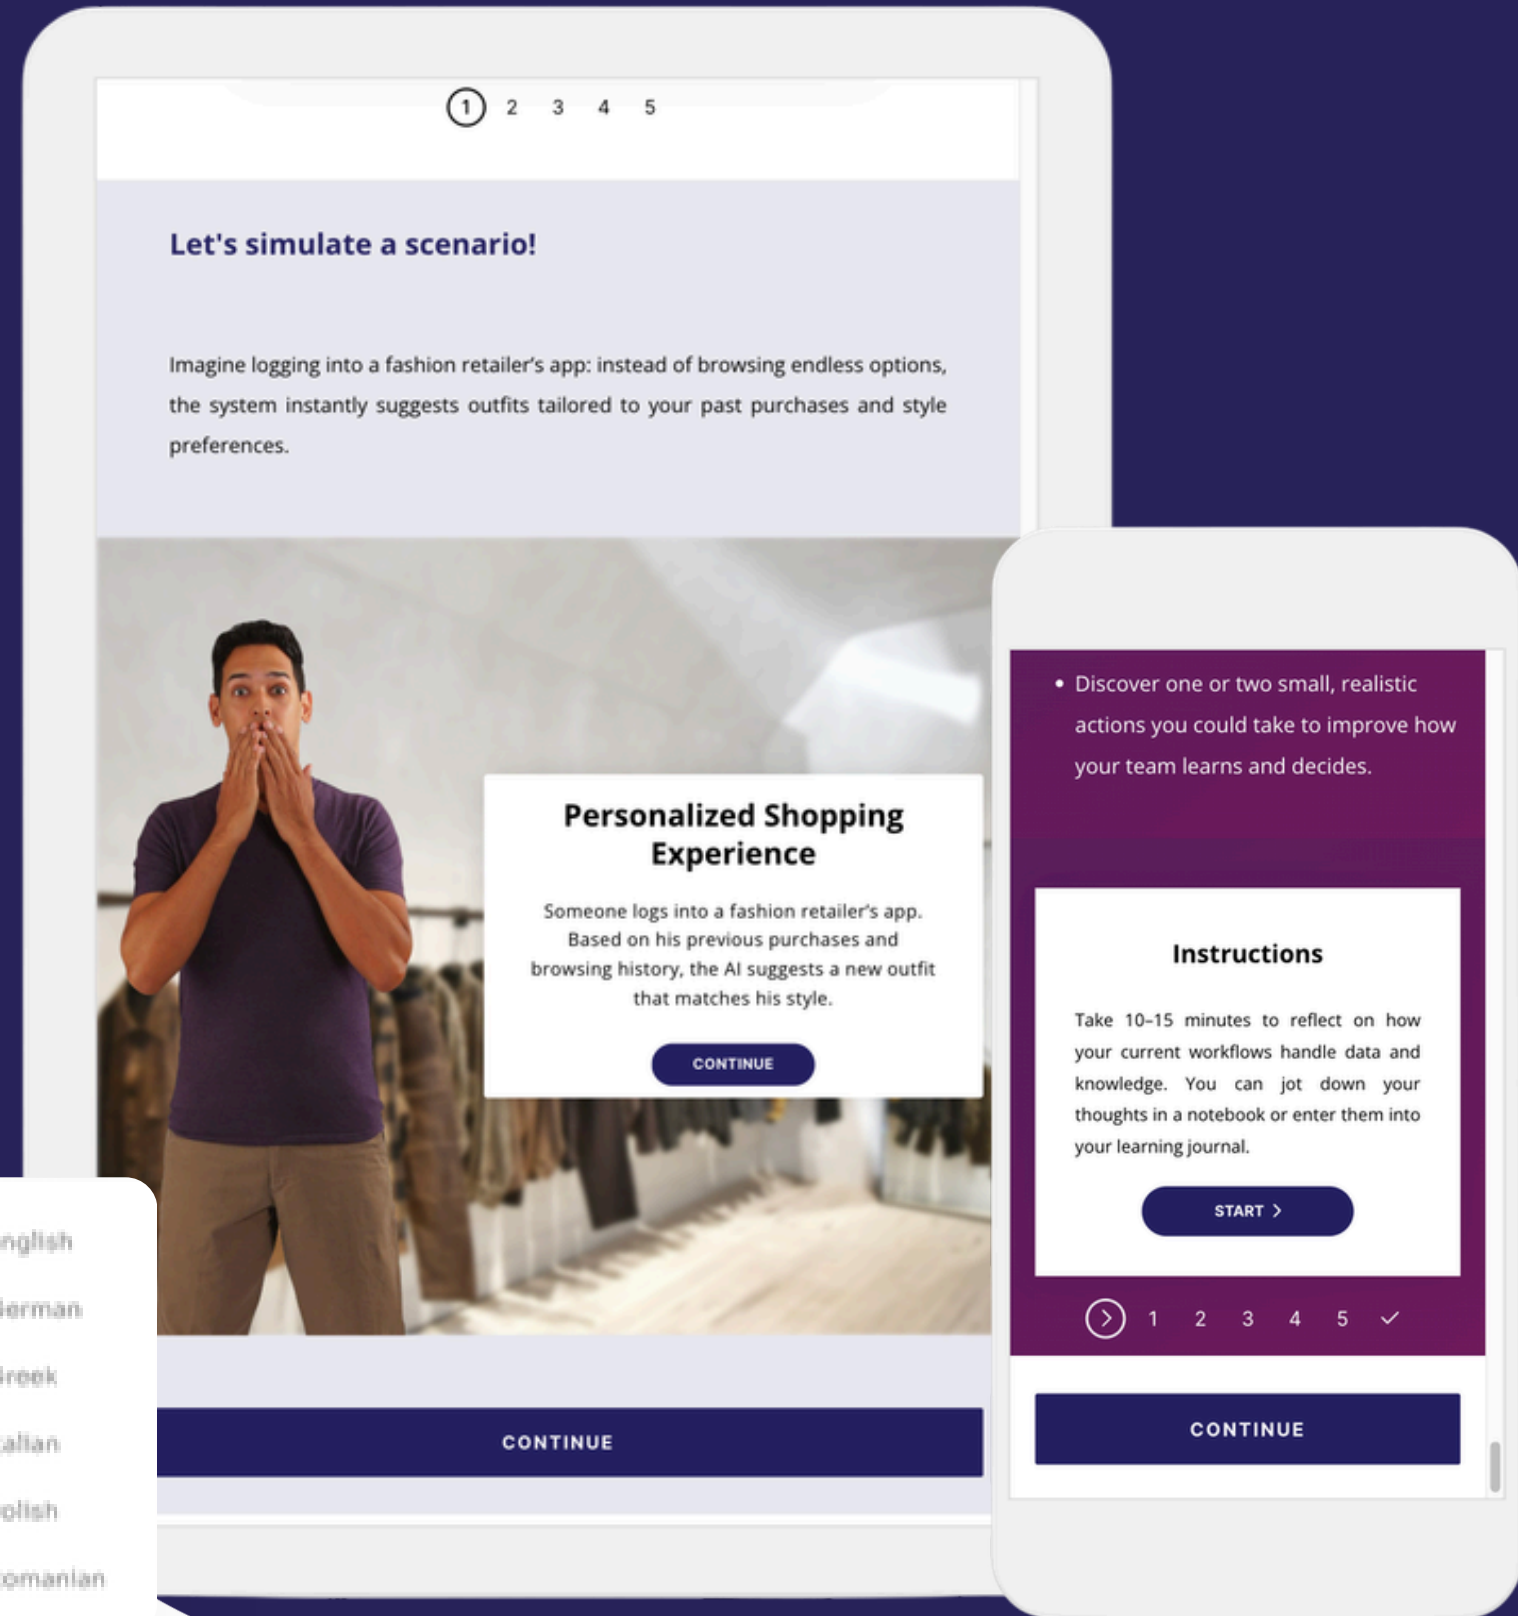 1 2 3 4 5
Let's simulate a scenario!
Imagine logging into a fashion retailer’s app: instead of browsing endless options,
the system instantly suggests outfits tailored to your past purchases and style
preferences.
Personalized Shopping
Experience
Someone logs into a fashion retailer’s app.
Based on his previous purchases and
browsing history, the AI suggests a new outfit
that matches his style.
CONTINUE
CONTINUE
• Discover one or two small, realistic
actions you could take to improve how
your team learns and decides.
Instructions
Take 10–15 minutes to reflect on how
your current workflows handle data and
knowledge. You can jot down your
thoughts in a notebook or enter them into
your learning journal.
START >
1 2 3 4 5
CONTINUE
nglish
erman
reek
talian
olish
omanian